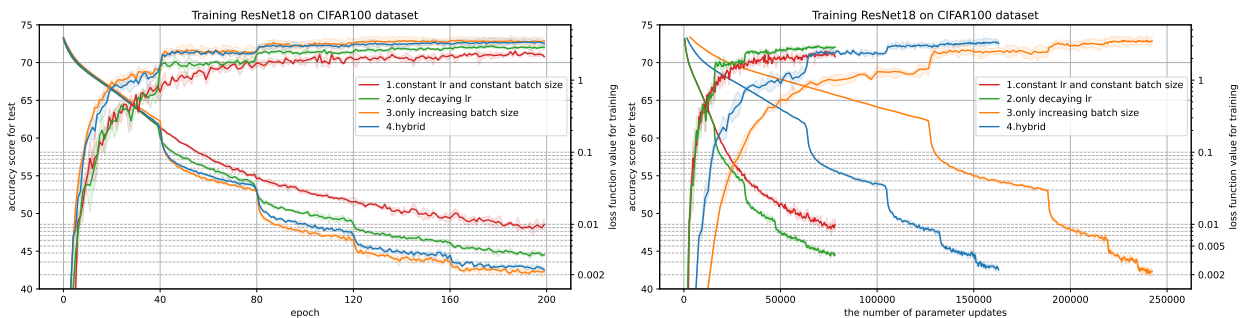 Training ResNet18 on CIFAR100 dataset
75
70
65
60
55
50
45
40
accuracy score for test
1
0.1
0.01
0.002
loss function value for training
0
40
80
120
160
200
epoch
1.constant lr and constant batch size
2.only decaying lr
3.only increasing batch size
4.hybrid
Training ResNet18 on CIFAR100 dataset
75
70
65
60
55
50
45
40
accuracy score for test
1
0.1
0.01
0.005
0.002
loss function value for training
0
50000
100000
150000
200000
250000
the number of parameter updates
1.constant lr and constant batch size
2.only decaying lr
3.only increasing batch size
4.hybrid